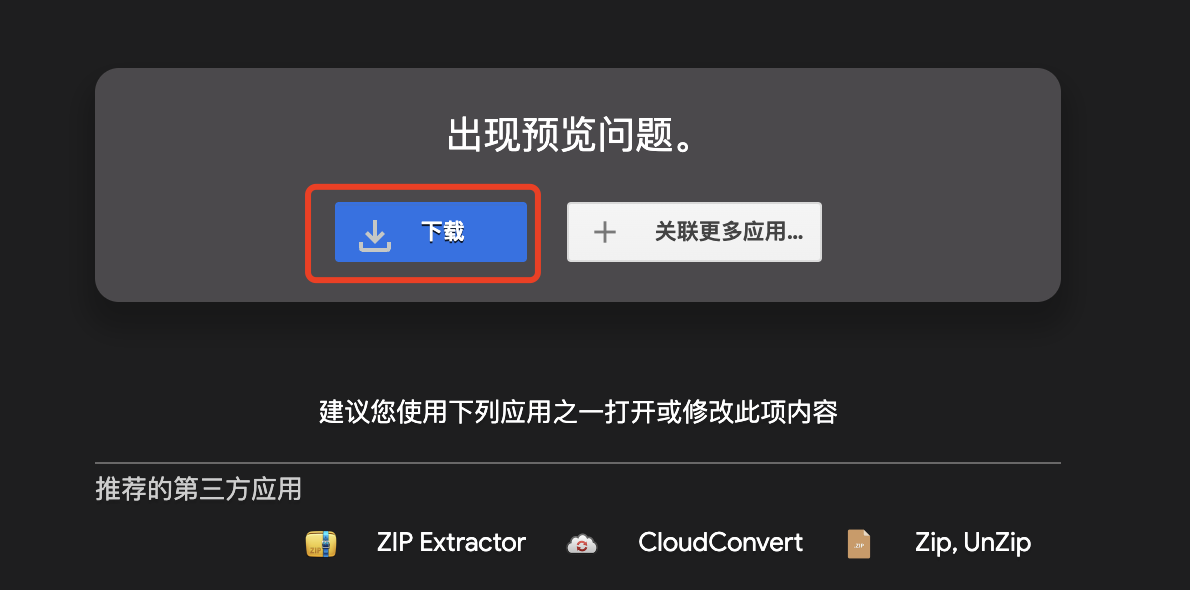 出现预览问题。
下载
关联更多应用...
建议您使用下列应用之一打开或修改此项内容
推荐的第三方应用
ZIP
ZIP Extractor
CloudConvert
ZIP
Zip, UnZip